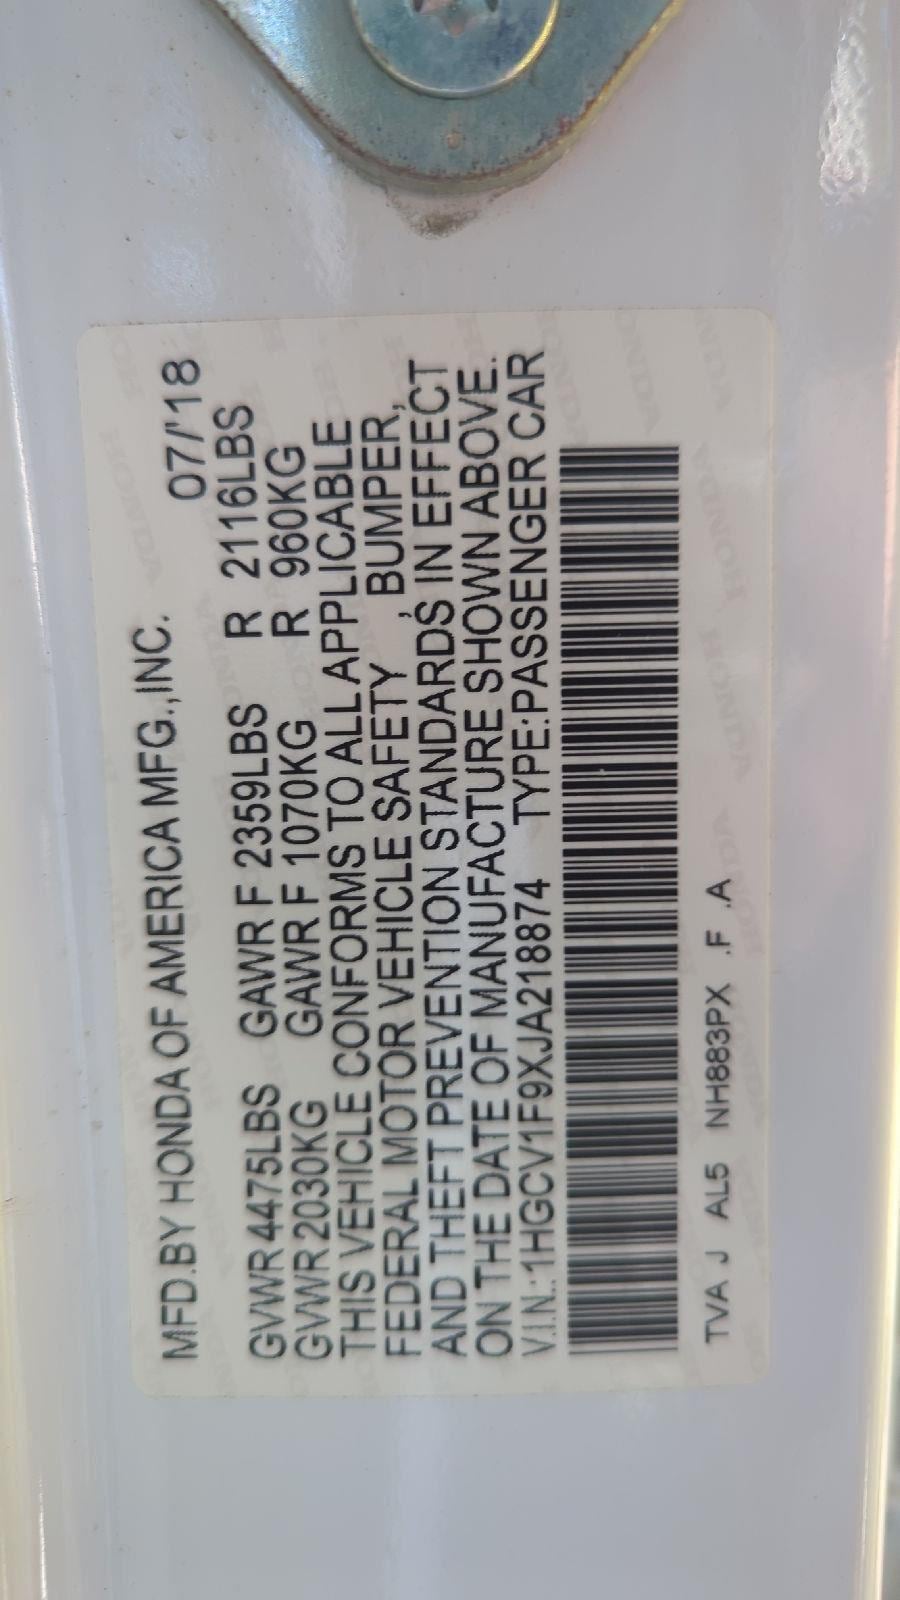 MFD.BY HONDA OF AMERICA MFG.,INC. 07/'18
GVWR 4475LBS GAWR F 2359LBS R 2116LBS
GVWR 2030KG GAWR F 1070KG R 960KG
THIS VEHICLE CONFORMS TO ALL APPLICABLE
FEDERAL MOTOR VEHICLE SAFETY , BUMPER,
AND THEFT PREVENTION STANDARDS IN EFFECT
ON THE DATE OF MANUFACTURE SHOWN ABOVE.
V.I.N.:1HGCV1F9XJA218874 TYPE:PASSENGER CAR
TVA J AL5 NH883PX .F .A